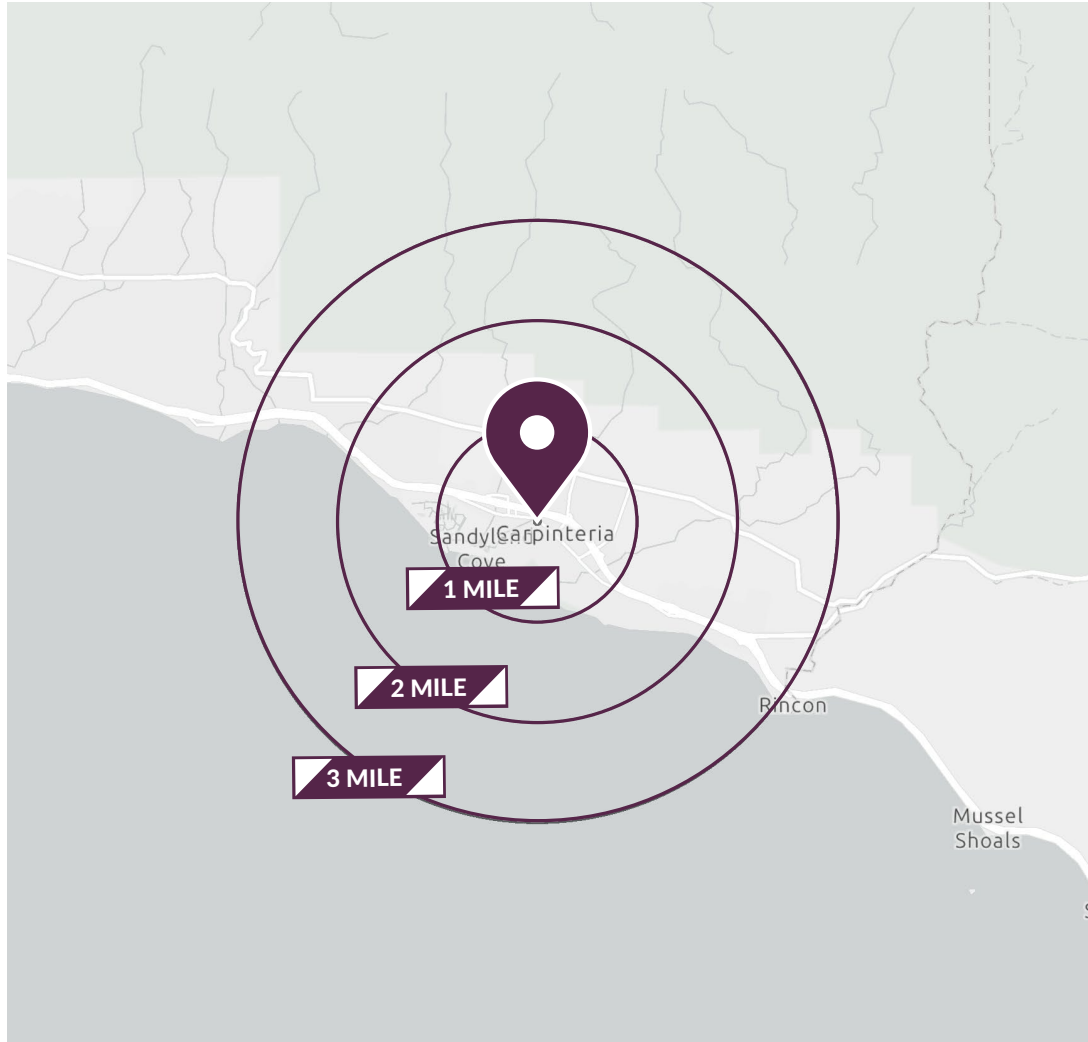 Sandyland
Cove
Carpinteria
1 MILE
2 MILE
Rincon
3 MILE
Mussel
Shoals